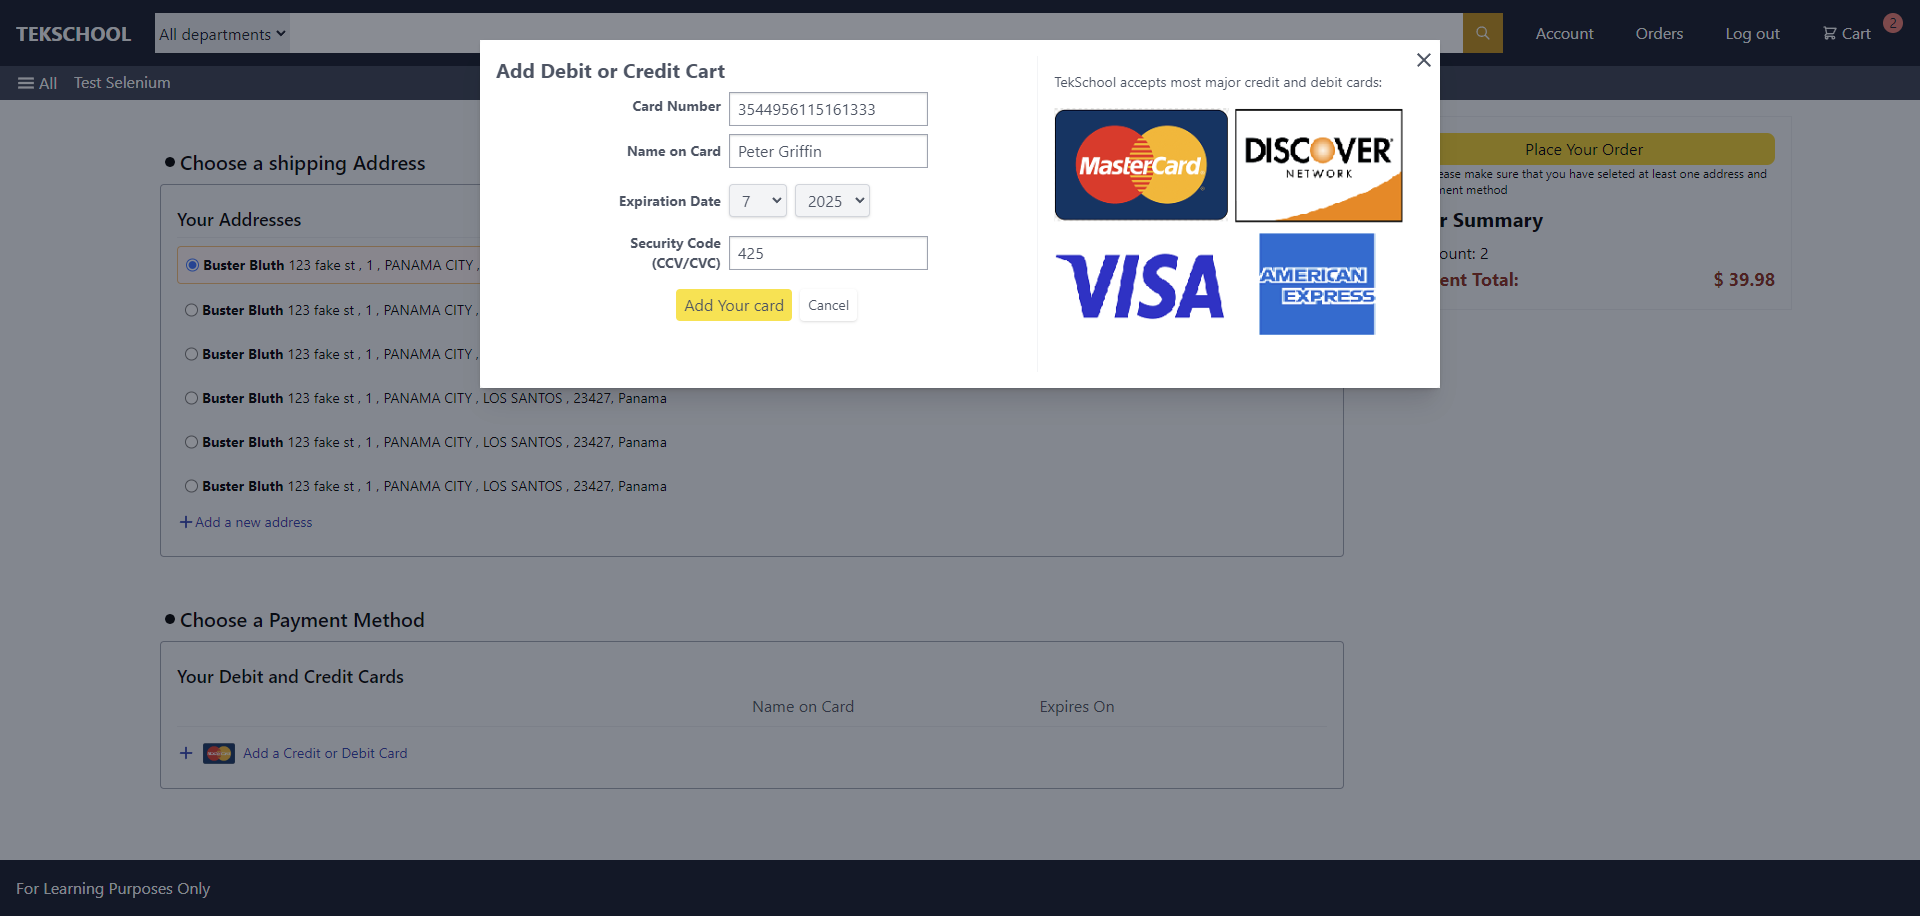 TEKSCHOOL
All departments
Account
Orders
Log out
Cart
2
All
Test Selenium
Add Debit or Credit Cart
Card Number
3544956115161333
Name on Card
Peter Griffin
Expiration Date
7
2025
Security Code
(CCV/CVC)
425
Add Your card
Cancel
TekSchool accepts most major credit and debit cards:
MasterCard
DISCOVER
NETWORK
VISA
AMERICAN
EXPRESS
Choose a shipping Address
Your Addresses
Buster Bluth 123 fake st , 1 , PANAMA CITY ,
Buster Bluth 123 fake st , 1 , PANAMA CITY ,
Buster Bluth 123 fake st , 1 , PANAMA CITY ,
Buster Bluth 123 fake st , 1 , PANAMA CITY , LOS SANTOS , 23427, Panama
Buster Bluth 123 fake st , 1 , PANAMA CITY , LOS SANTOS , 23427, Panama
Buster Bluth 123 fake st , 1 , PANAMA CITY , LOS SANTOS , 23427, Panama
Add a new address
Place Your Order
ease make sure that you have seleted at least one address and
ment method
r Summary
ount: 2
ent Total:
$ 39.98
Choose a Payment Method
Your Debit and Credit Cards
Name on Card
Expires On
Add a Credit or Debit Card
For Learning Purposes Only